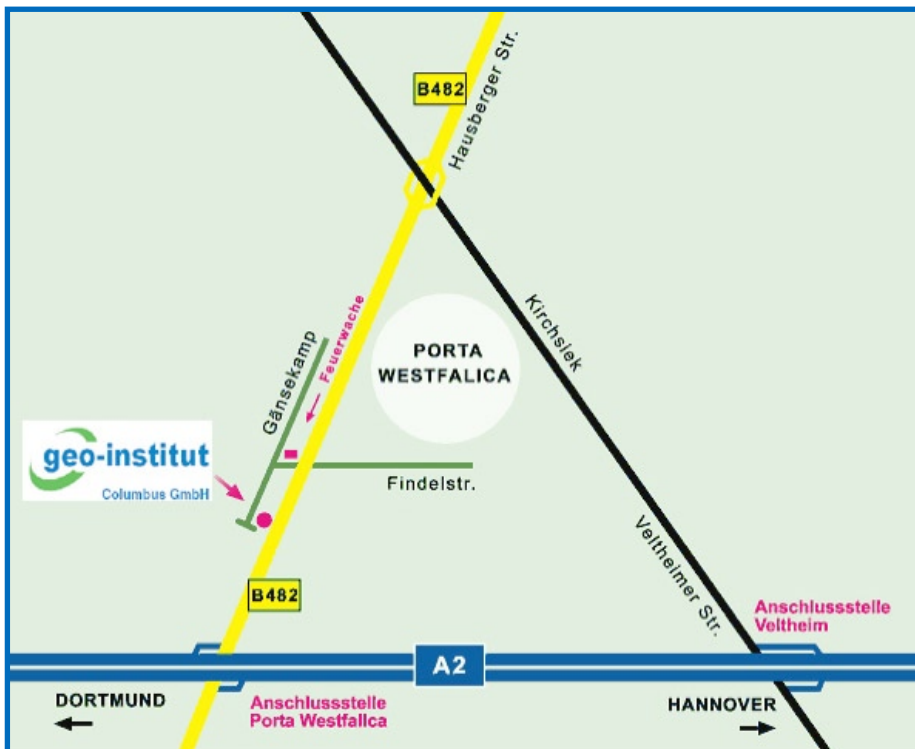 B482
Hausberger Str.
Kirchsiek
PORTA
WESTFALICA
Feuerwache
Gänsekamp
geo-institut
Columbus GmbH
Findelstr.
Veltheimer Str.
B482
Anschlussstelle
Veltheim
A2
DORTMUND
Anschlussstelle
Porta Westfalica
HANNOVER